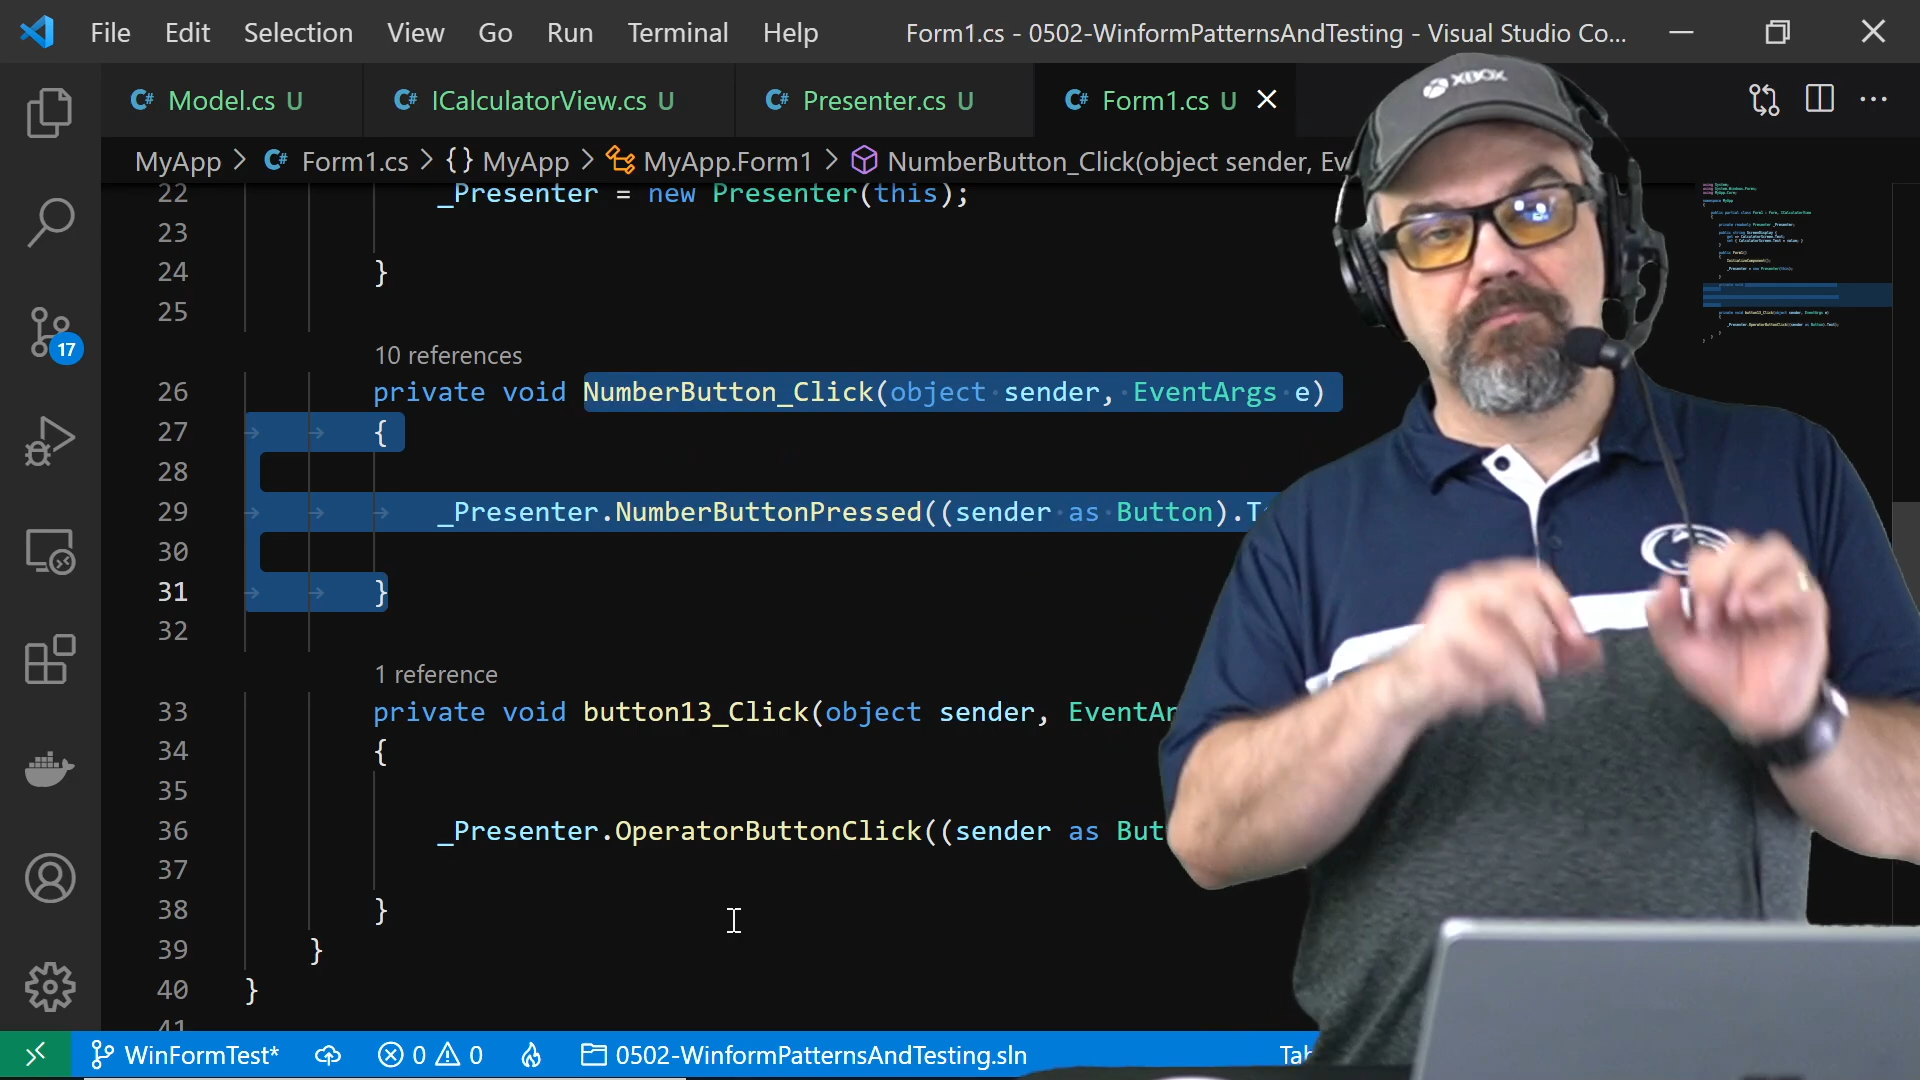 File Edit Selection View Go Run Terminal Help Form1.cs - 0502-WinformPatternsAndTesting - Visual Studio Co...
C# Model.cs U C# ICalculatorView.cs U C# Presenter.cs U C# Form1.cs U
XBOX
MyApp > C# Form1.cs > {} MyApp > MyApp.Form1 > NumberButton_Click(object sender, Ev
22 _Presenter = new Presenter(this);
23
24 }
25
10 references
26 private void NumberButton_Click(object sender, EventArgs e)
27 {
28
29 _Presenter.NumberButtonPressed((sender as Button).T
30
31 }
32
1 reference
33 private void button13_Click(object sender, EventAr
34 {
35
36 _Presenter.OperatorButtonClick((sender as But
37
38 }
39 }
40 }
41
17
WinFormTest* 0 0 0502-WinformPatternsAndTesting.sln Tab